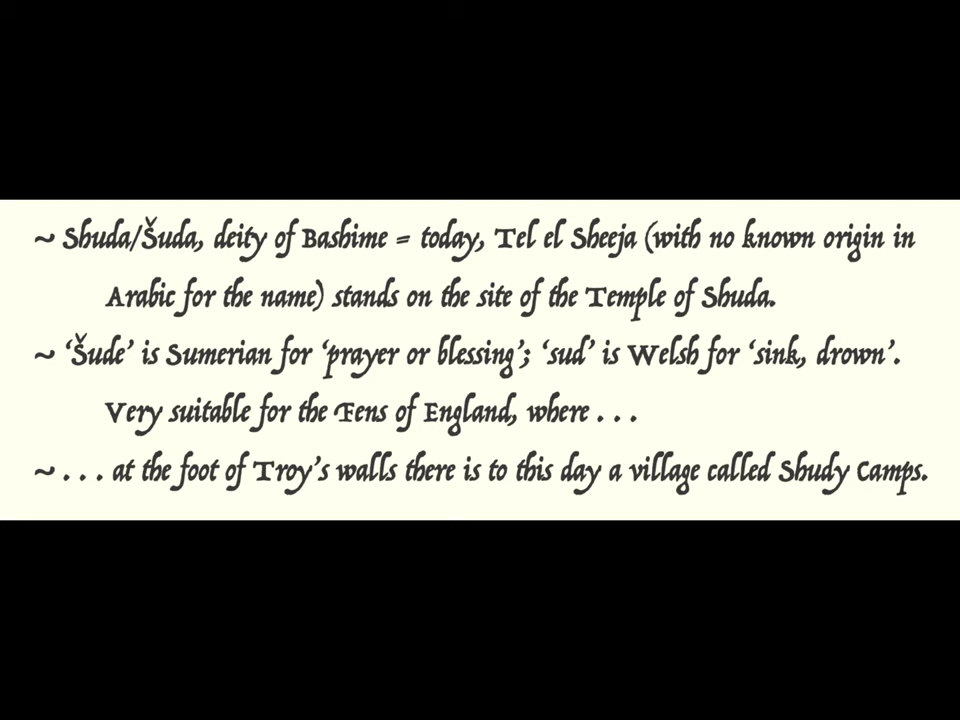 ~ Shuda/Šuda, deity of Bashime = today, Tel el Sheeja (with no known origin in
Arabic for the name) stands on the site of the Temple of Shuda.
~ ‘Šude’ is Sumerian for ‘prayer or blessing’; ‘sud’ is Welsh for ‘sink, drown’.
Very suitable for the Fens of England, where . . .
~ . . . at the foot of Troy’s walls there is to this day a village called Shudy Camps.